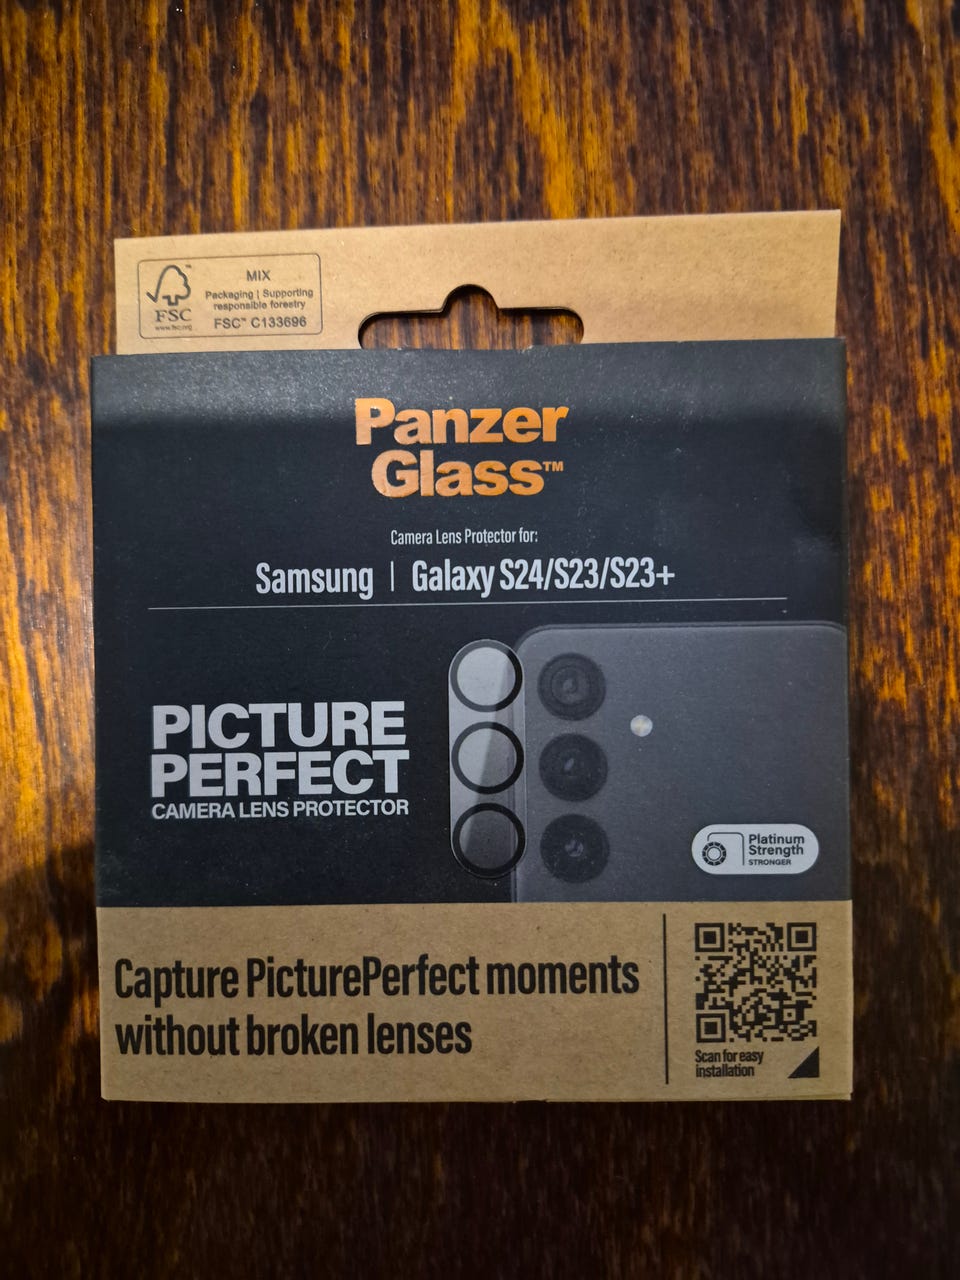 MIX
Packaging | Supporting
responsible forestry
FSC™ C133696
FSC
www.fsc.org
Panzer
Glass™
Camera Lens Protector for:
Samsung | Galaxy S24/S23/S23+
PICTURE
PERFECT
CAMERA LENS PROTECTOR
Platinum
Strength
STRONGER
Capture PicturePerfect moments
without broken lenses
Scan for easy
installation